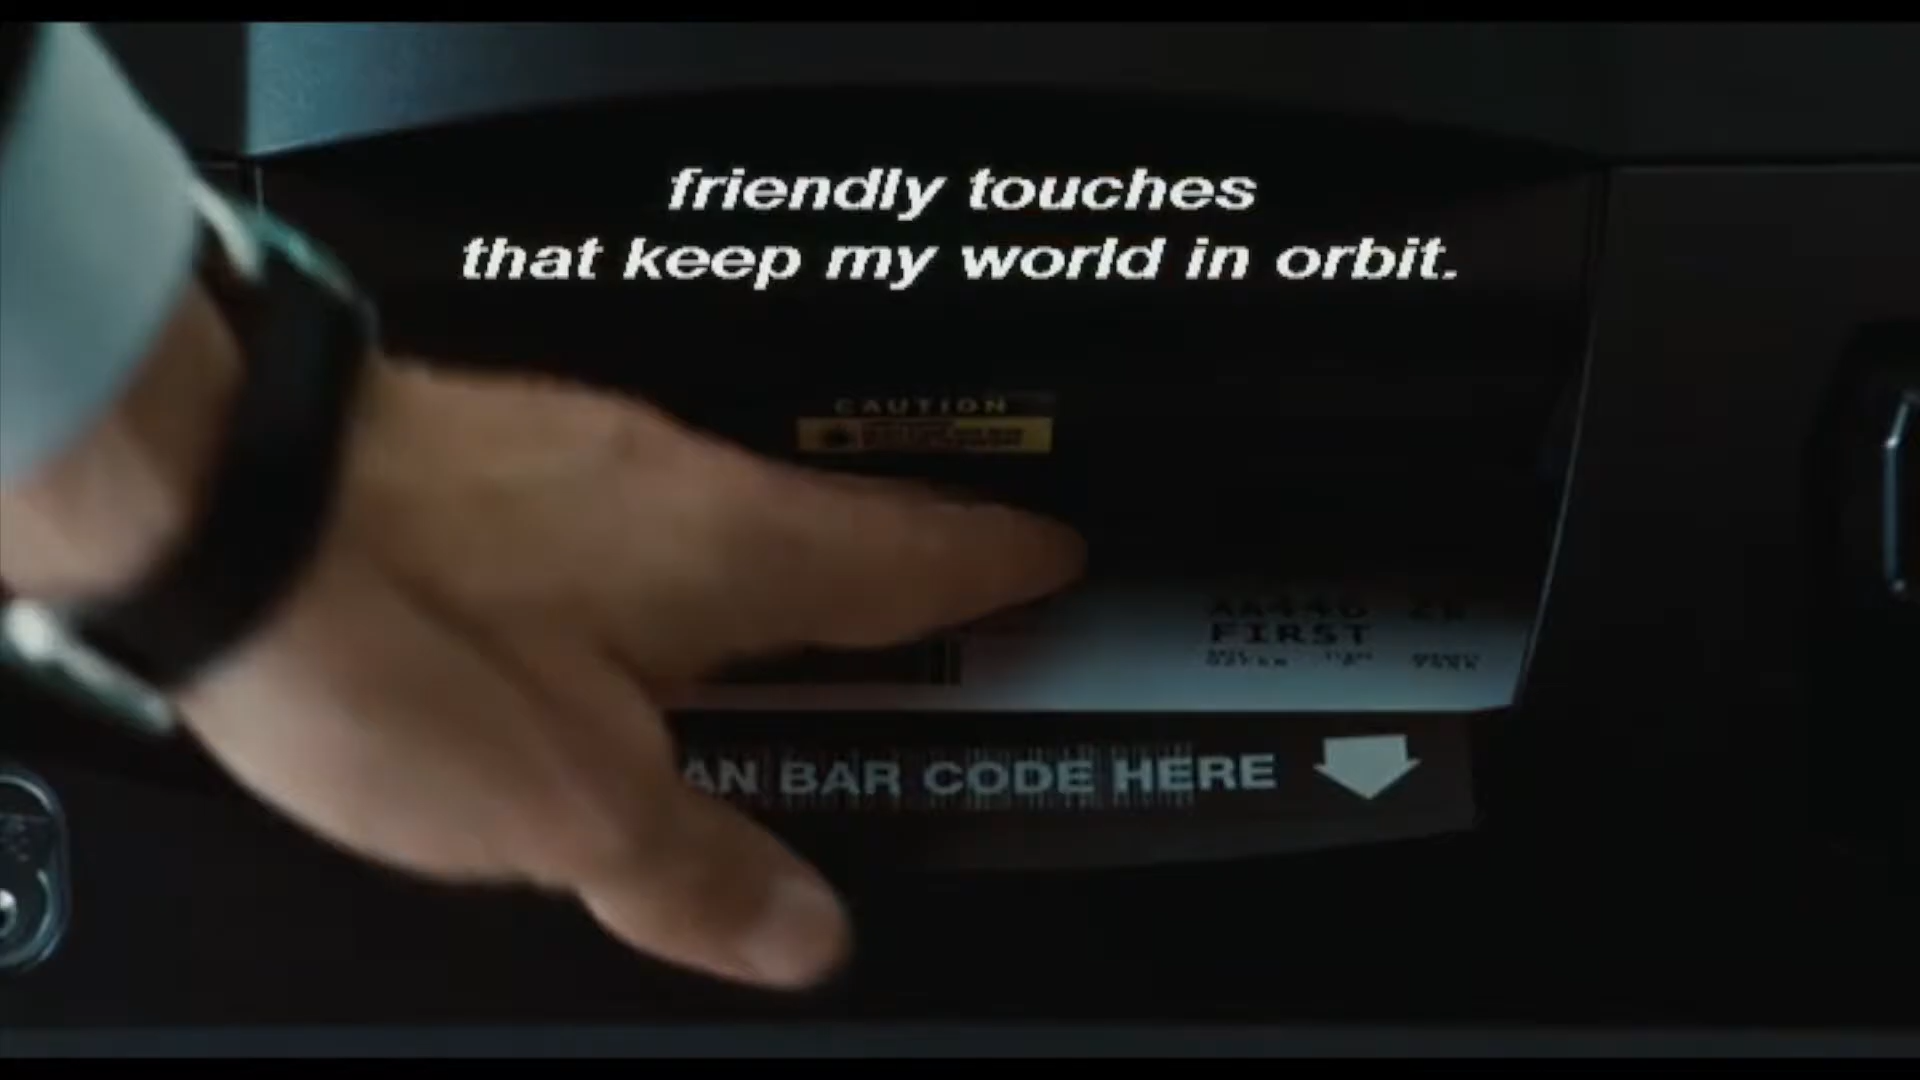 friendly touches
that keep my world in orbit.
CAUTION
FIRST
AN BAR CODE HERE